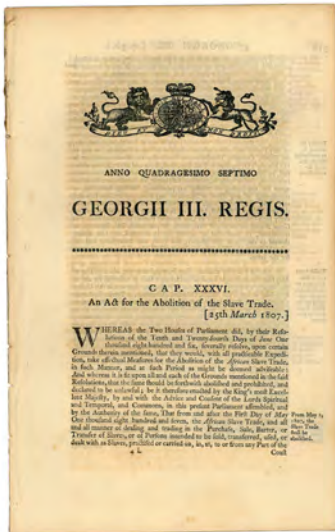 ANNO QUADRAGESIMO SEPTIMO
GEORGII III. REGIS.
CAP. XXXVI.
An Act for the Abolition of the Slave Trade.
[25th March 1807.]
WHEREAS the Two Houses of Parliament did, by their Reso-
lutions of the Tenth and Twenty-fourth Days of June One
thousand eight hundred and six, severally resolve, upon certain
Grounds therein mentioned, that they would, with all practicable Expedi-
tion, take effectual Measures for the Abolition of the African Slave Trade,
in such Manner, and at such Period as might be deemed adviseable:
And whereas it is fit upon all and each of the Grounds mentioned in the said
Resolutions, that the same should be forthwith abolished and prohibited, and
declared to be unlawful; be it therefore enacted by the King's most Excel-
lent Majesty, by and with the Advice and Consent of the Lords Spiritual
and Temporal, and Commons, in this present Parliament assembled, and
by the Authority of the same, That from and after the First Day of May
One thousand eight hundred and seven, the African Slave Trade, and all
and all manner of dealing and trading in the Purchase, Sale, Barter, or
Transfer of Slaves, or of Persons intended to be sold, transferred, used, or
dealt with as Slaves, practised or carried on, in, at, to or from any Part of the
From May 1,
1807, the
Slave Trade
shall be
abolished.
4 L
Coast